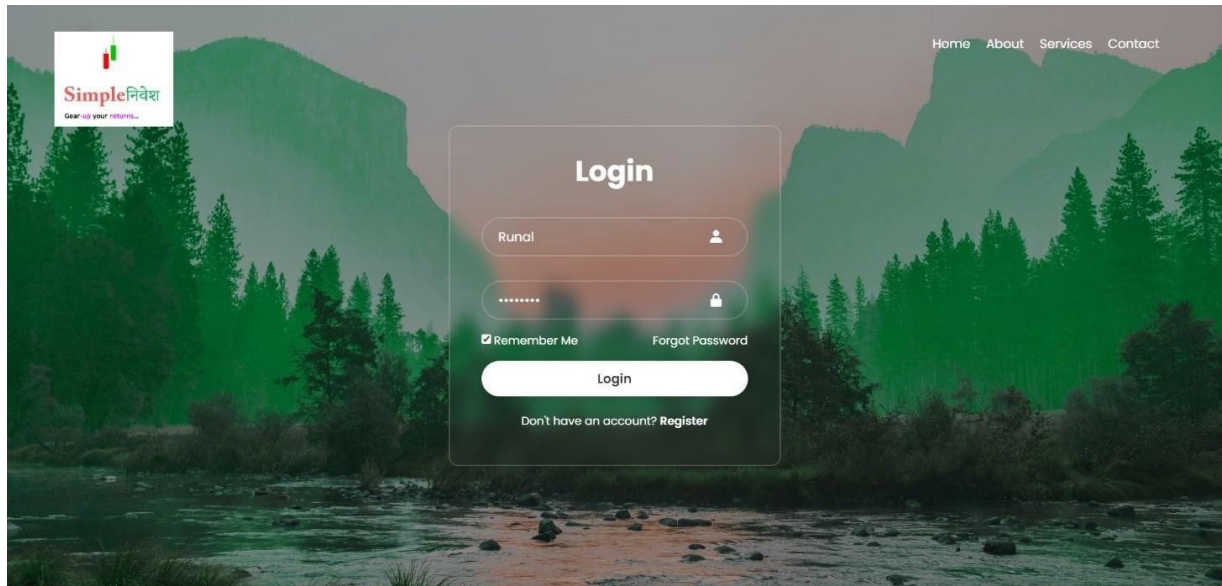 Home About Services Contact
Simpleनिवेश
Gear-up your returns...
Login
Runal
••••••••
Remember Me Forgot Password
Login
Don't have an account? Register